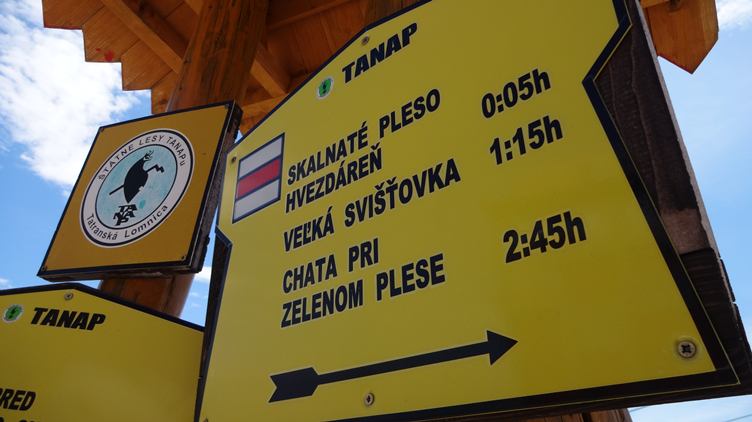 TANAP
SKALNATÉ PLESO 0:05h
HVEZDÁREŇ
VEĽKÁ SVIŠŤOVKA 1:15h
CHATA PRI
ZELENOM PLESE 2:45h
ŠTÁTNE LESY TANAPu
Tatranská Lomnica
TANAP